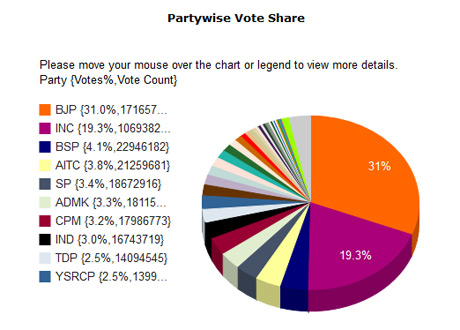 Partywise Vote Share
Please move your mouse over the chart or legend to view more details.
Party {Votes%,Vote Count}
BJP {31.0%,171657...
INC {19.3%,1069382...
BSP {4.1%,22946182}
AITC {3.8%,21259681}
SP {3.4%,18672916}
ADMK {3.3%,18115...
CPM {3.2%,17986773}
IND {3.0%,16743719}
TDP {2.5%,14094545}
YSRCP {2.5%,1399...
31%
19.3%